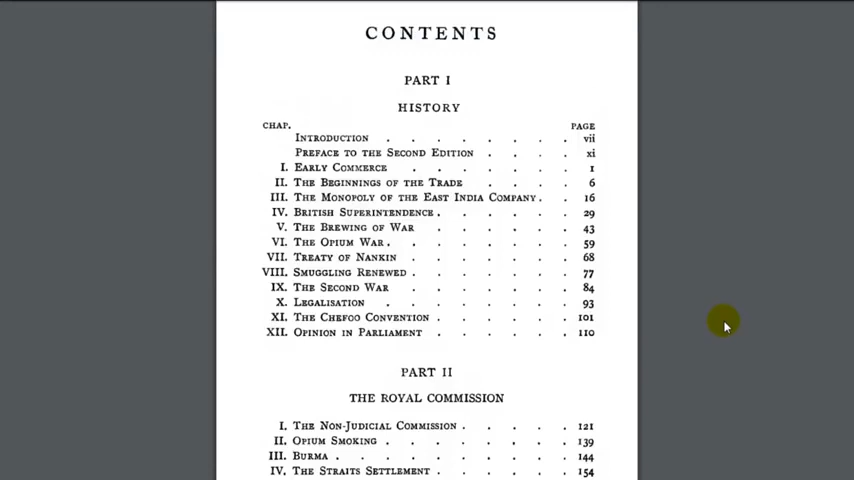 CONTENTS
PART I
HISTORY
CHAP. PAGE
INTRODUCTION . . . . . . . vii
PREFACE TO THE SECOND EDITION . . . . xi
I. EARLY COMMERCE . . . . . . 1
II. THE BEGINNINGS OF THE TRADE . . . . 6
III. THE MONOPOLY OF THE EAST INDIA COMPANY . . 16
IV. BRITISH SUPERINTENDENCE . . . . . 29
V. THE BREWING OF WAR . . . . . 43
VI. THE OPIUM WAR . . . . . . 59
VII. TREATY OF NANKIN . . . . . . 68
VIII. SMUGGLING RENEWED . . . . . . 77
IX. THE SECOND WAR . . . . . . 84
X. LEGALISATION . . . . . . 93
XI. THE CHEFOO CONVENTION . . . . . 101
XII. OPINION IN PARLIAMENT . . . . . 110
PART II
THE ROYAL COMMISSION
I. THE NON-JUDICIAL COMMISSION . . . . 121
II. OPIUM SMOKING . . . . . . 139
III. BURMA . . . . . . . . 144
IV. THE STRAITS SETTLEMENT . . . . . 154